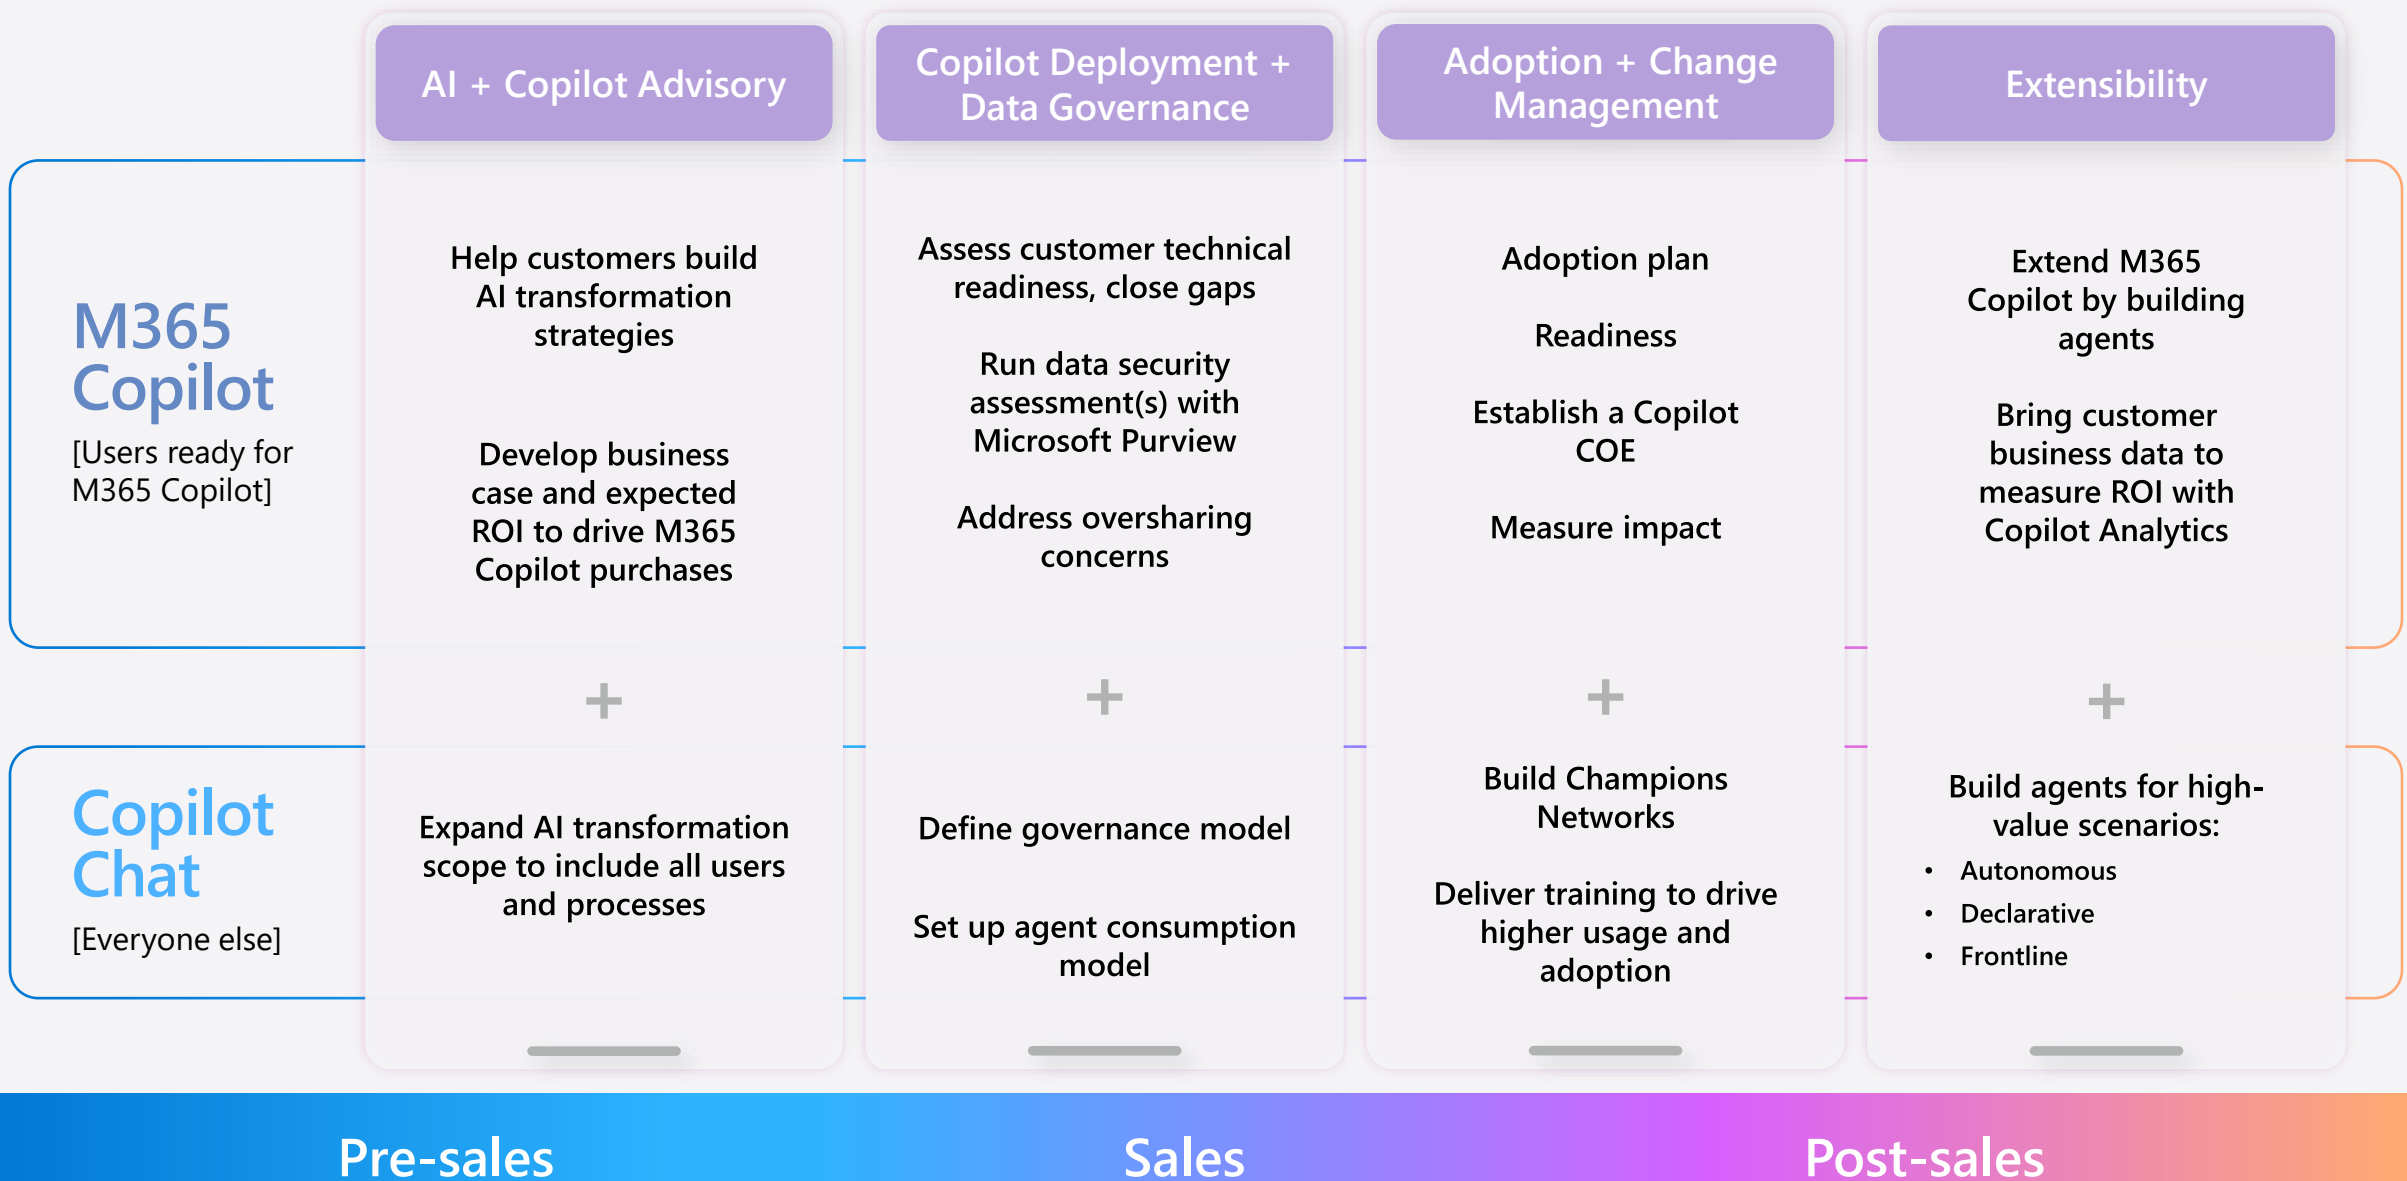 AI + Copilot Advisory
Copilot Deployment +
Data Governance
Adoption + Change
Management
Extensibility
M365
Copilot
[Users ready for
M365 Copilot]
Help customers build
AI transformation
strategies
Develop business
case and expected
ROI to drive M365
Copilot purchases
Assess customer technical
readiness, close gaps
Run data security
assessment(s) with
Microsoft Purview
Address oversharing
concerns
Adoption plan
Readiness
Establish a Copilot
COE
Measure impact
Extend M365
Copilot by building
agents
Bring customer
business data to
measure ROI with
Copilot Analytics
+
+
+
+
Copilot
Chat
[Everyone else]
Expand AI transformation
scope to include all users
and processes
Define governance model
Set up agent consumption
model
Build Champions
Networks
Deliver training to drive
higher usage and
adoption
Build agents for high-
value scenarios:
• Autonomous
• Declarative
• Frontline
Pre-sales
Sales
Post-sales